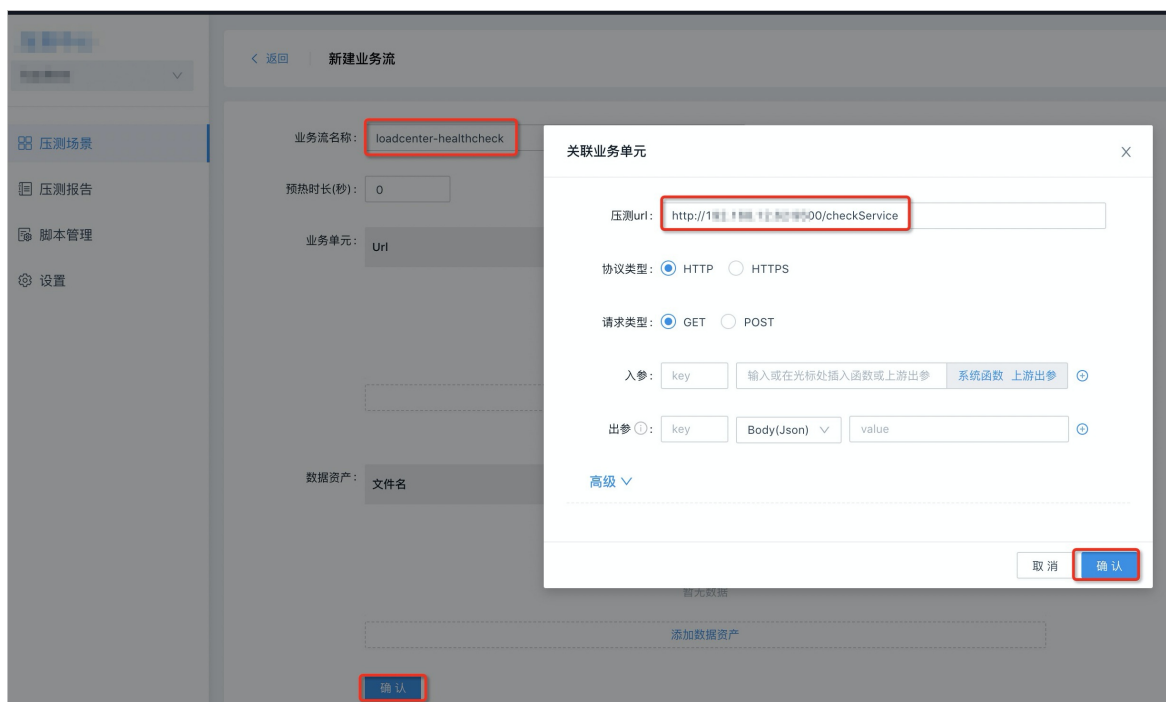 返回 新建业务流
压测场景
压测报告
脚本管理
设置
业务流名称: loadcenter-healthcheck
预热时长(秒): 0
业务单元: Url
数据资产: 文件名
暂无数据
添加数据资产
确 认
关联业务单元
压测url: http://1 00/checkService
协议类型: HTTP HTTPS
请求类型: GET POST
入参: key 输入或在光标处插入函数或上游出参 系统函数 上游出参
出参: key Body(Json) value
高级
取 消 确 认